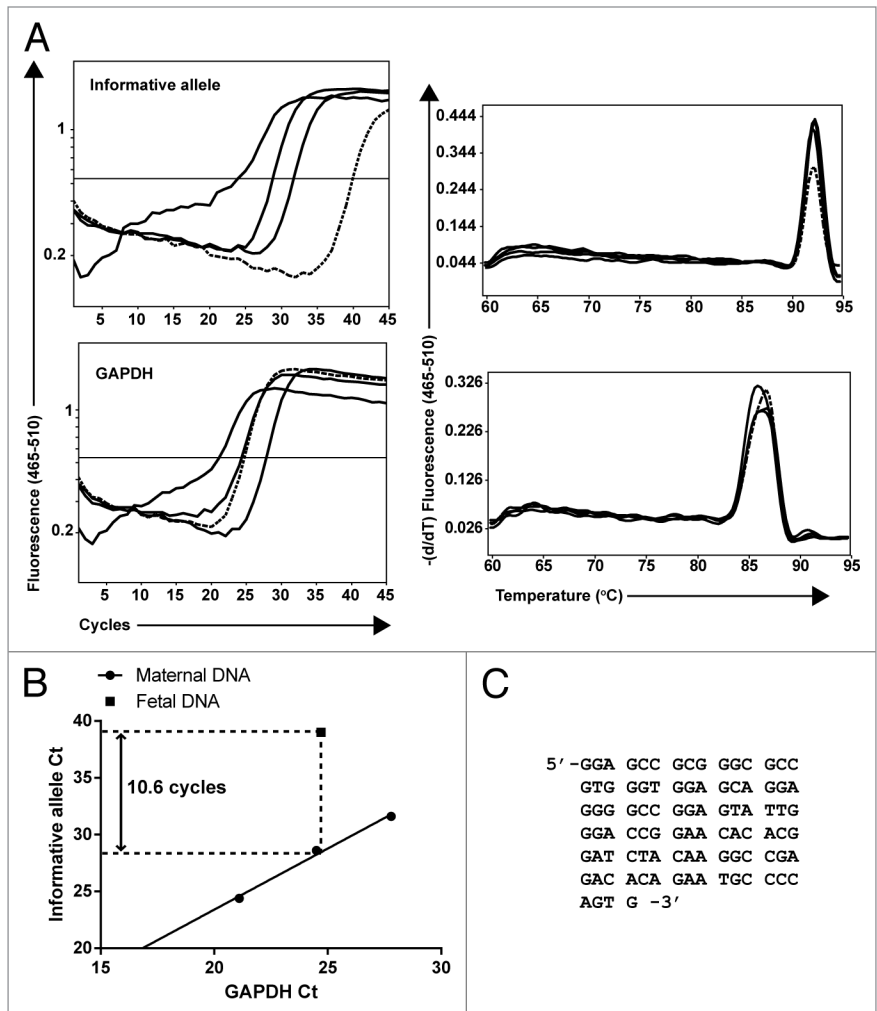 A
Fluorescence (465-510)
Informative allele
1
0.2
5 10 15 20 25 30 35 40 45
GAPDH
1
0.2
5 10 15 20 25 30 35 40 45
Cycles
-(d/dT) Fluorescence (465-510)
0.444
0.344
0.244
0.144
0.044
60 65 70 75 80 85 90 95
0.326
0.226
0.126
0.026
60 65 70 75 80 85 90 95
Temperature (°C)
B
Maternal DNA
Fetal DNA
Informative allele Ct
40
35
30
25
20
10.6 cycles
15 20 25 30
GAPDH Ct
C
5′-GGA GCC GCG GGC GCC
GTG GGT GGA GCA GGA
GGG GCC GGA GTA TTG
GGA CCG GAA CAC ACG
GAT CTA CAA GGC CGA
GAC ACA GAA TGC CCC
AGT G -3′